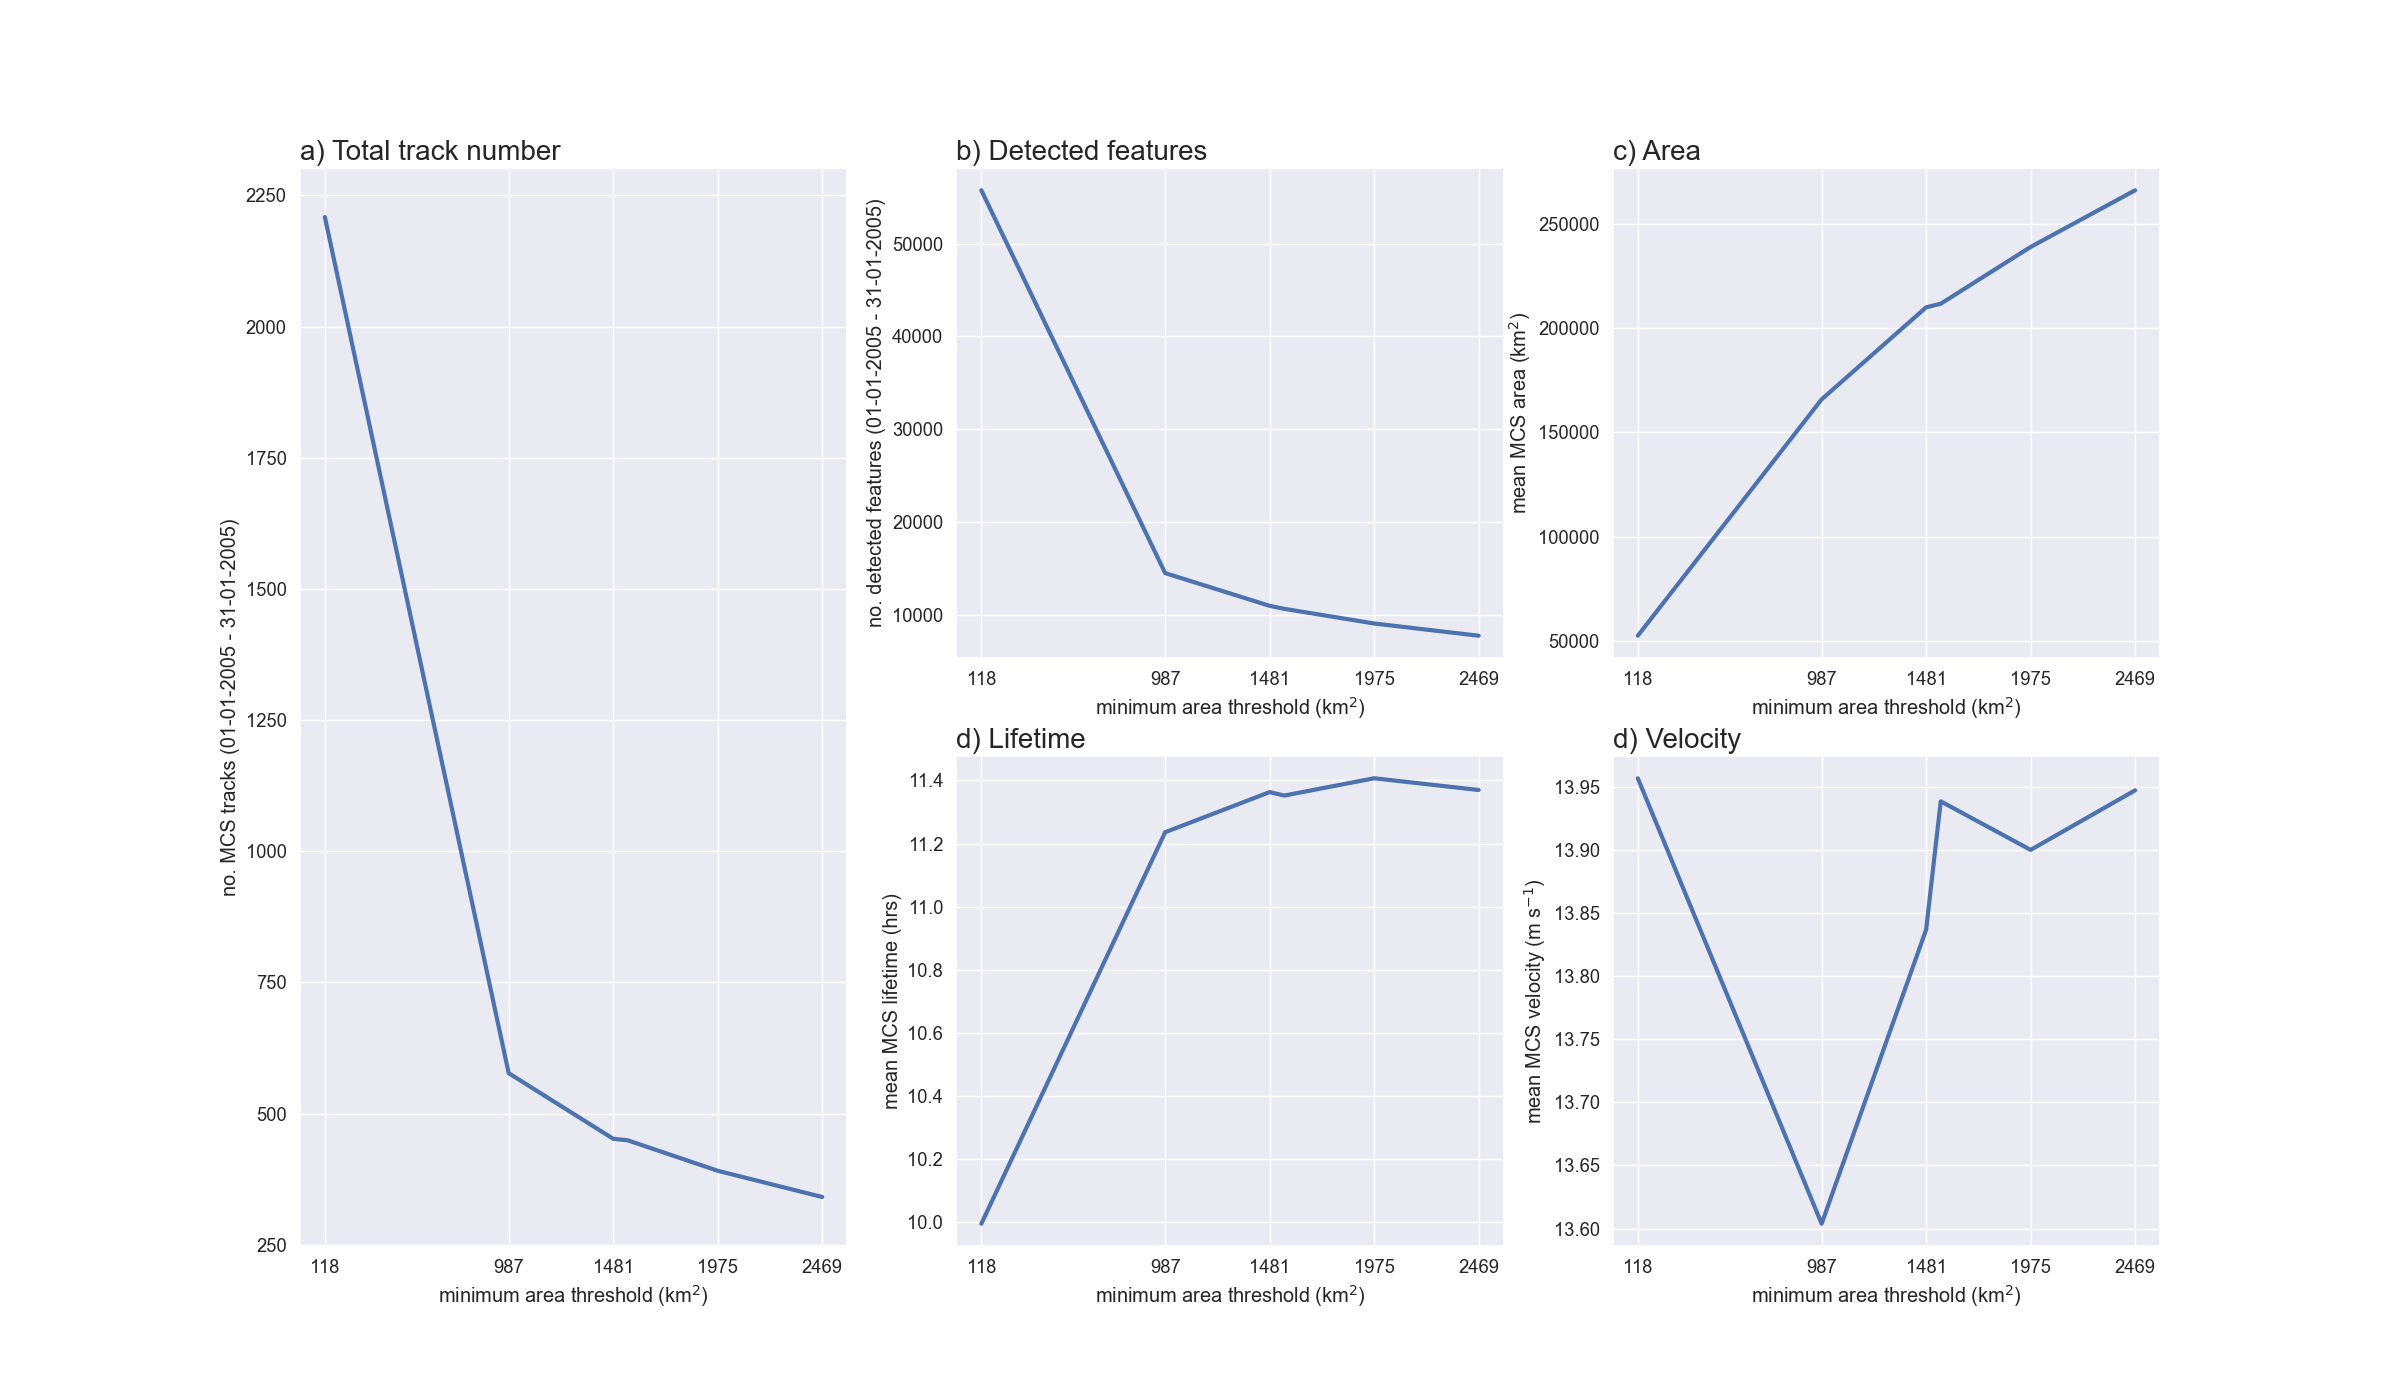 a) Total track number
2250
2000
1750
1500
1250
1000
750
500
250
no. MCS tracks (01-01-2005 - 31-01-2005)
118 987 1481 1975 2469
minimum area threshold (km²)
b) Detected features
50000
40000
30000
20000
10000
no. detected features (01-01-2005 - 31-01-2005)
118 987 1481 1975 2469
minimum area threshold (km²)
c) Area
250000
200000
150000
100000
50000
mean MCS area (km²)
118 987 1481 1975 2469
minimum area threshold (km²)
d) Lifetime
11.4
11.2
11.0
10.8
10.6
10.4
10.2
10.0
mean MCS lifetime (hrs)
118 987 1481 1975 2469
minimum area threshold (km²)
d) Velocity
13.95
13.90
13.85
13.80
13.75
13.70
13.65
13.60
mean MCS velocity (m s⁻¹)
118 987 1481 1975 2469
minimum area threshold (km²)